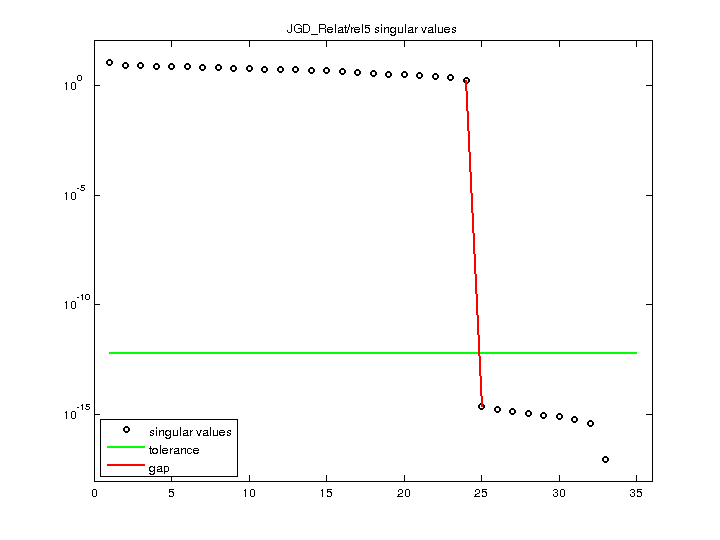 JGD_Relat/rel5 singular values
10^0
10^-5
10^-10
10^-15
singular values
tolerance
gap
0 5 10 15 20 25 30 35